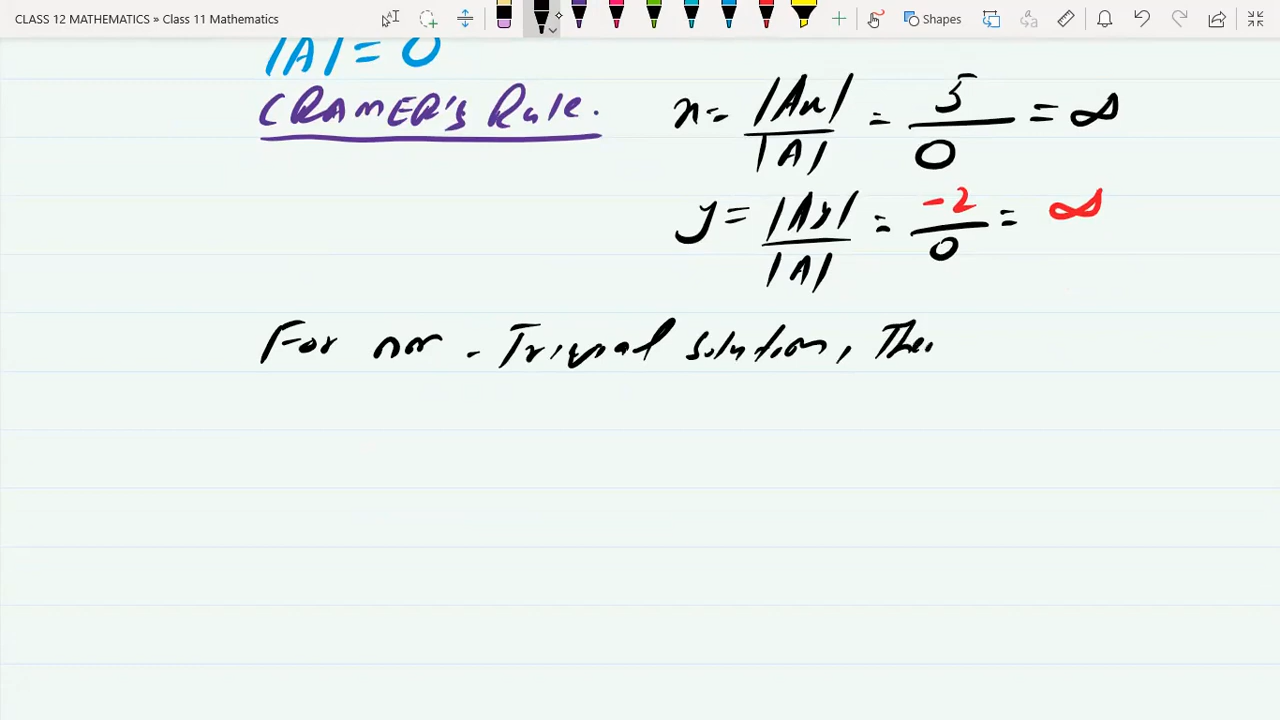 CLASS 12 MATHEMATICS » Class 11 Mathematics
Shapes
|A| = 0
CRAMER's Rule.
x = |Ax| / |A| = 5 / 0 = ∞
y = |Ay| / |A| = -2 / 0 = ∞
For non - Trivial solution, The